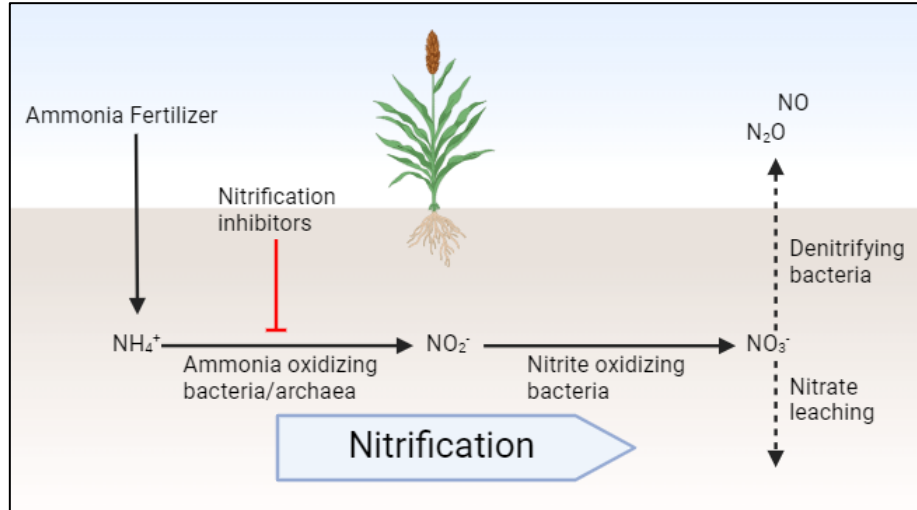 Ammonia Fertilizer
NO
N₂O
Nitrification
inhibitors
Denitrifying
bacteria
NH₄⁺
NO₂⁻
NO₃⁻
Ammonia oxidizing
bacteria/archaea
Nitrite oxidizing
bacteria
Nitrate
leaching
Nitrification